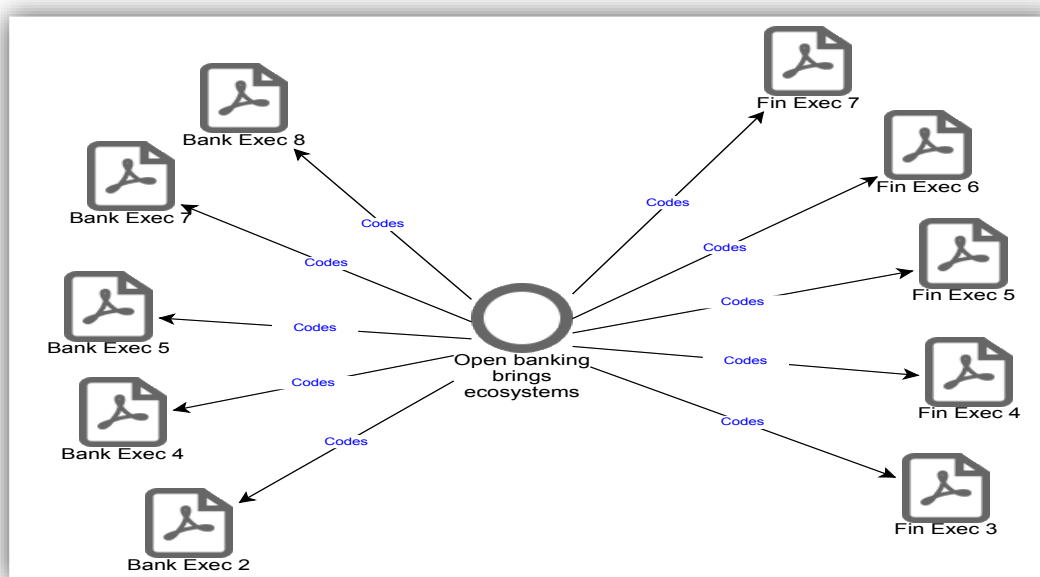 Fin Exec 7
Bank Exec 8
Fin Exec 6
Codes
Bank Exec 7
Codes
Codes
Codes
Fin Exec 5
Codes
Codes
Bank Exec 5
Open banking
brings
ecosystems
Codes
Codes
Fin Exec 4
Codes
Codes
Bank Exec 4
Fin Exec 3
Bank Exec 2